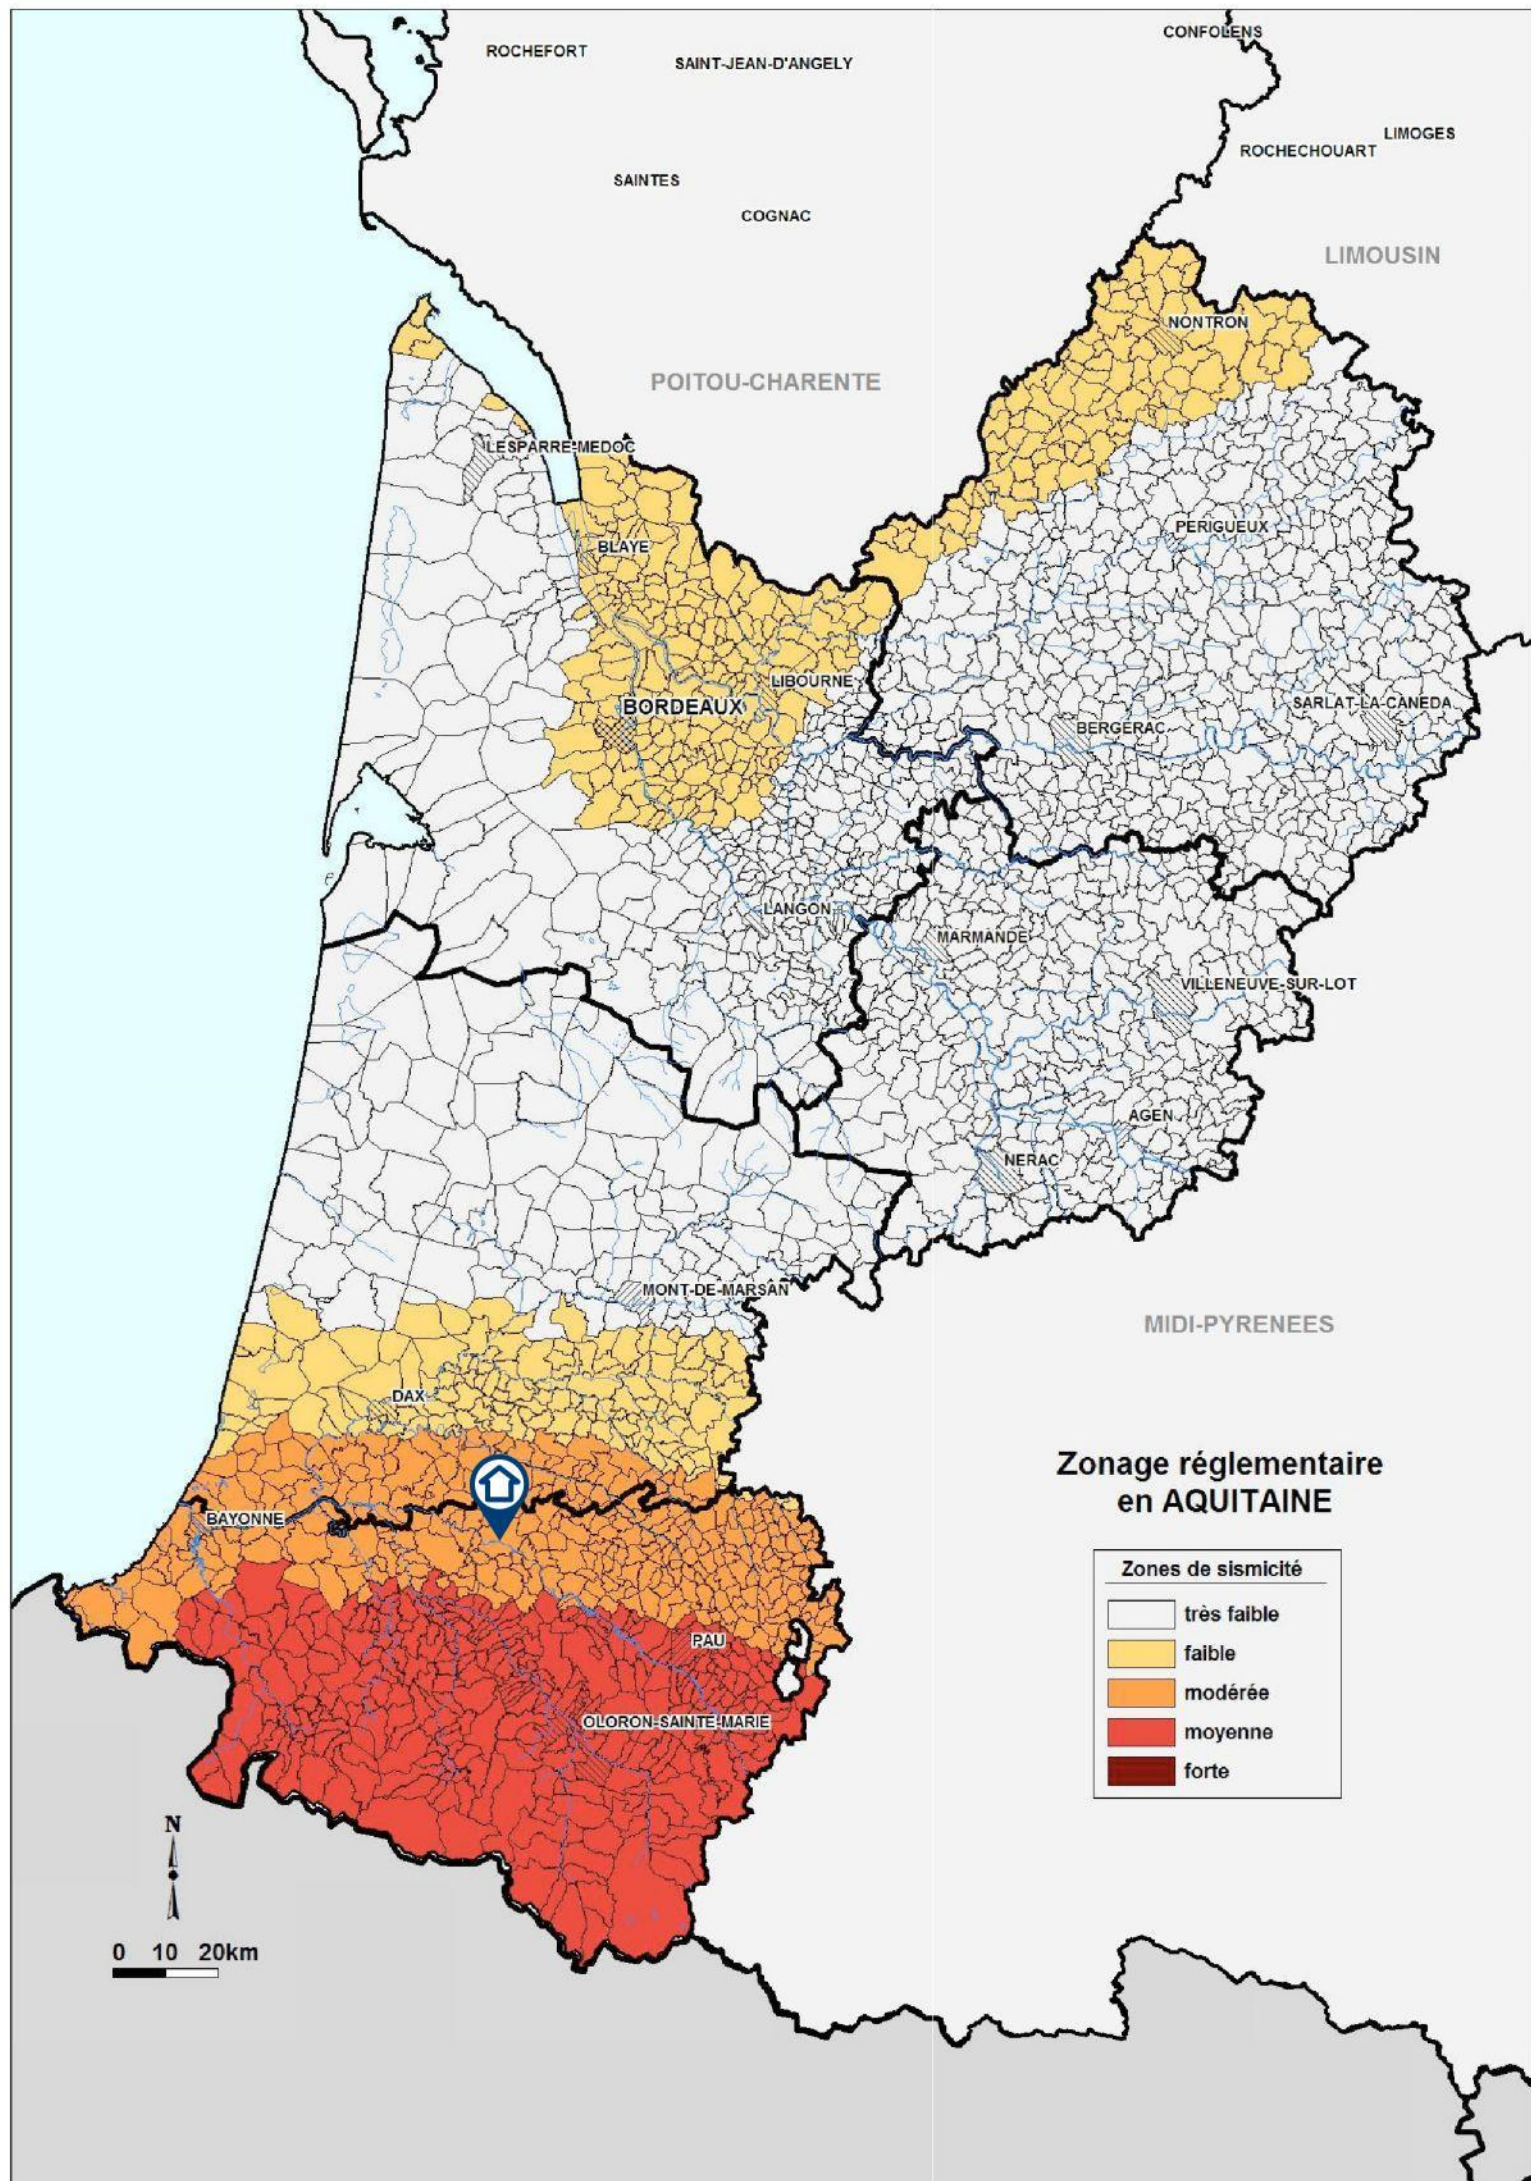 CONFOLENS
ROCHEFORT
SAINT-JEAN-D'ANGELY
LIMOGES
ROCHECHOUART
SAINTES
COGNAC
LIMOUSIN
NONTRON
POITOU-CHARENTE
LESPARRE-MEDOC
PERIGUEUX
BLAYE
LIBOURNE
BORDEAUX
SARLAT-LA-CANEDA
BERGERAC
LANGON
MARMANDE
VILLENEUVE-SUR-LOT
AGEN
NERAC
MONT-DE-MARSAN
MIDI-PYRENEES
DAX
Zonage réglementaire
en AQUITAINE
BAYONNE
Zones de sismicité
très faible
faible
modérée
moyenne
forte
PAU
OLORON-SAINTE-MARIE
N
0 10 20km